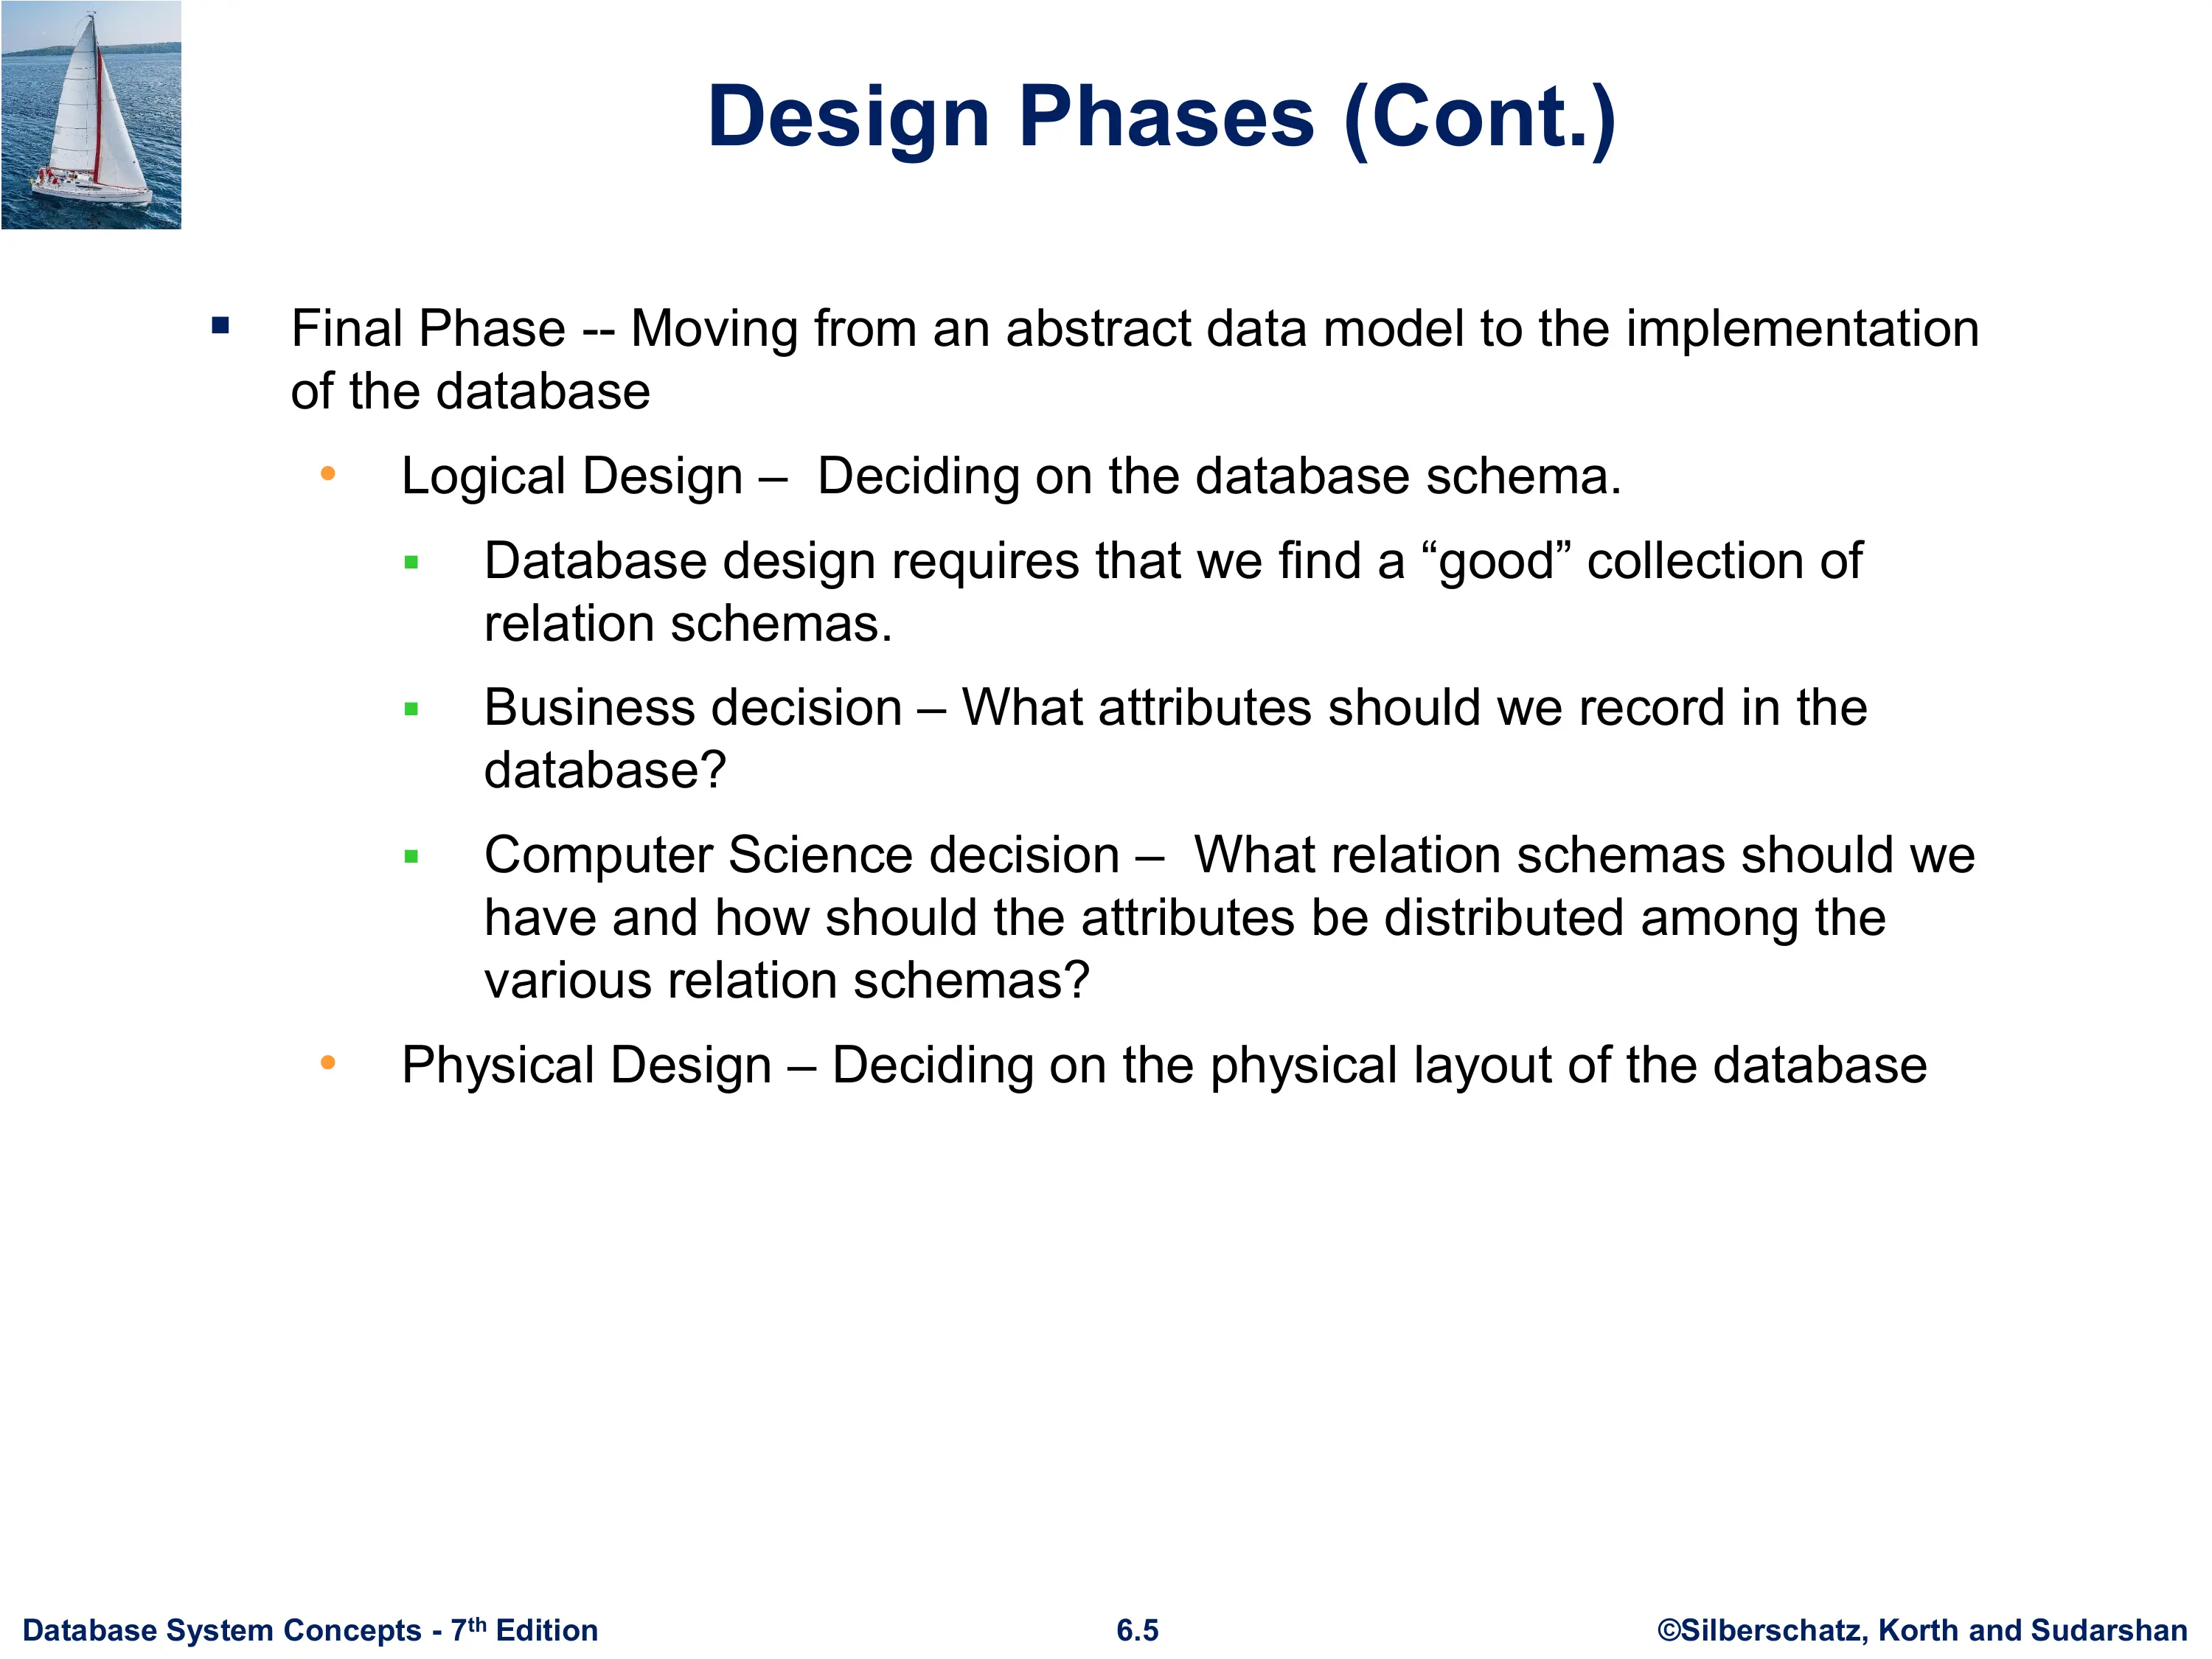 Design Phases (Cont.)
▪ Final Phase -- Moving from an abstract data model to the implementation
of the database
• Logical Design – Deciding on the database schema.
▪ Database design requires that we find a “good” collection of
relation schemas.
▪ Business decision – What attributes should we record in the
database?
▪ Computer Science decision – What relation schemas should we
have and how should the attributes be distributed among the
various relation schemas?
• Physical Design – Deciding on the physical layout of the database
Database System Concepts - 7th Edition
6.5
©Silberschatz, Korth and Sudarshan